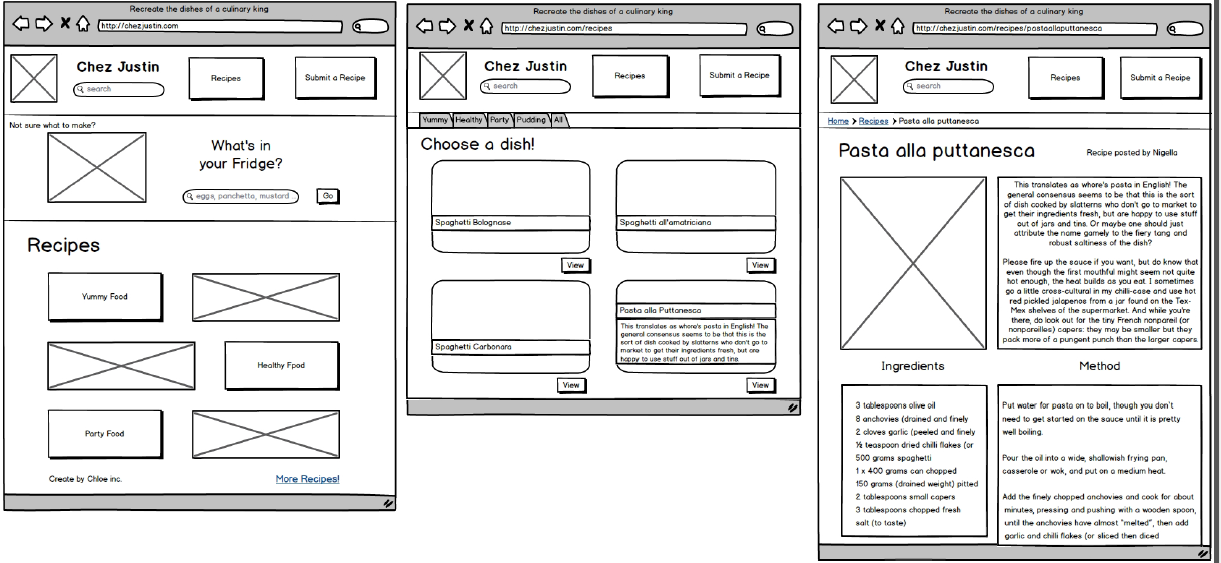 Recreate the dishes of a culinary king
http://chezjustin.com
Chez Justin
search
Recipes
Submit a Recipe
Not sure what to make?
What's in
your Fridge?
eggs, panchetta, mustard ...
Go
Recipes
Yummy Food
Healthy Food
Party Food
Create by Chloe inc.
More Recipes!
Recreate the dishes of a culinary king
http://chezjustin.com/recipes
Chez Justin
search
Recipes
Submit a Recipe
Yummy Healthy Party Pudding All
Choose a dish!
Spaghetti Bolognase
View
Spaghetti all'amatriciana
View
Spaghetti Carbonara
View
Pasta alla Puttanesca
This translates as whore's pasta in English! The
general consensus seems to be that this is the
sort of dish cooked by slatterns who don't go to
market to get their ingredients fresh, but are
happy to use stuff out of jars and tins.
View
Recreate the dishes of a culinary king
http://chezjustin.com/recipes/pastaallaputtanesca
Chez Justin
search
Recipes
Submit a Recipe
Home > Recipes > Pasta alla puttanesca
Pasta alla puttanesca
Recipe posted by Nigella
This translates as whore's pasta in English! The
general consensus seems to be that this is the sort
of dish cooked by slatterns who don't go to market to
get their ingredients fresh, but are happy to use stuff
out of jars and tins. Or maybe one should just
attribute the name gamely to the fiery tang and
robust saltiness of the dish?
Please fire up the sauce if you want, but do know that
even though the first mouthful might seem not quite
hot enough, the heat builds as you eat. I sometimes
go a little cross-cultural in my chilli-case and use hot
red pickled jalapenos from a jar found on the Tex-
Mex shelves of the supermarket. And while you're
there, do look out for the tiny French nonpareil (or
nonpareilles) capers: they may be smaller but they
pack more of a pungent punch than the larger capers.
Ingredients
3 tablespoons olive oil
8 anchovies (drained and finely
2 cloves garlic (peeled and finely
½ teaspoon dried chilli flakes (or
500 grams spaghetti
1 x 400 grams can chopped
150 grams (drained weight) pitted
2 tablespoons small capers
3 tablespoons chopped fresh
salt (to taste)
Method
Put water for pasta on to boil, though you don't
need to get started on the sauce until it is pretty
well boiling.
Pour the oil into a wide, shallowish frying pan,
casserole or wok, and put on a medium heat.
Add the finely chopped anchovies and cook for about
minutes, pressing and pushing with a wooden spoon,
until the anchovies have almost "melted", then add
garlic and chilli flakes (or sliced then diced